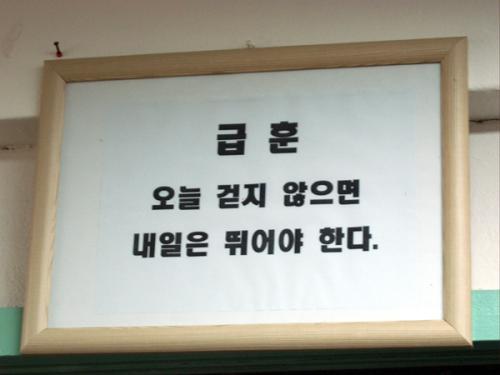 급 훈
오늘 걷지 않으면
내일은 뛰어야 한다.